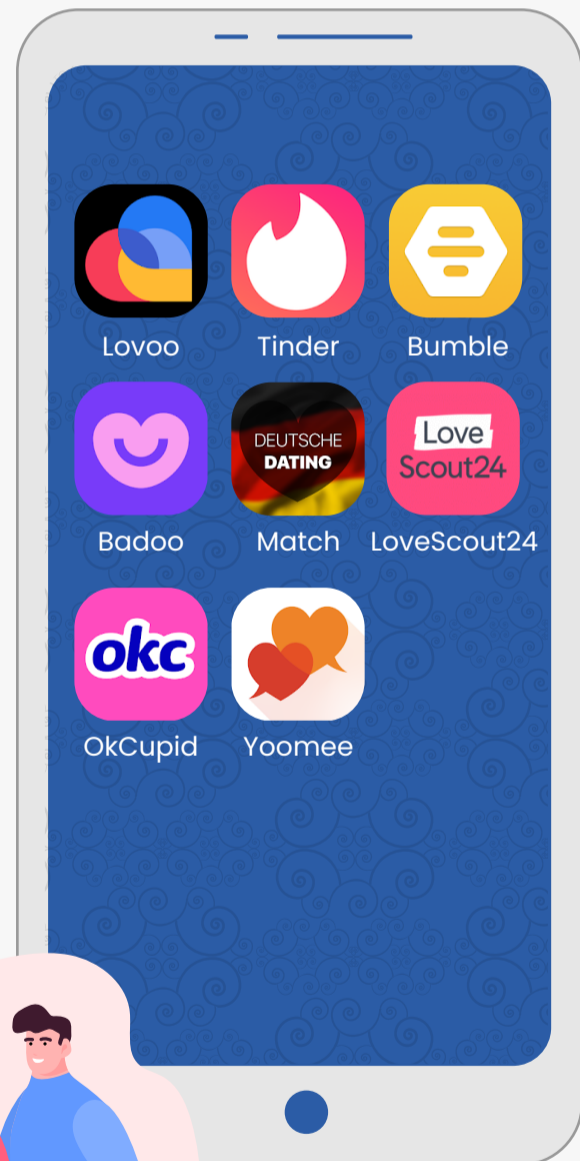 Lovoo
Tinder
Bumble
DEUTSCHE
DATING
Love
Scout24
Badoo
Match
LoveScout24
okc
OkCupid
Yoomee